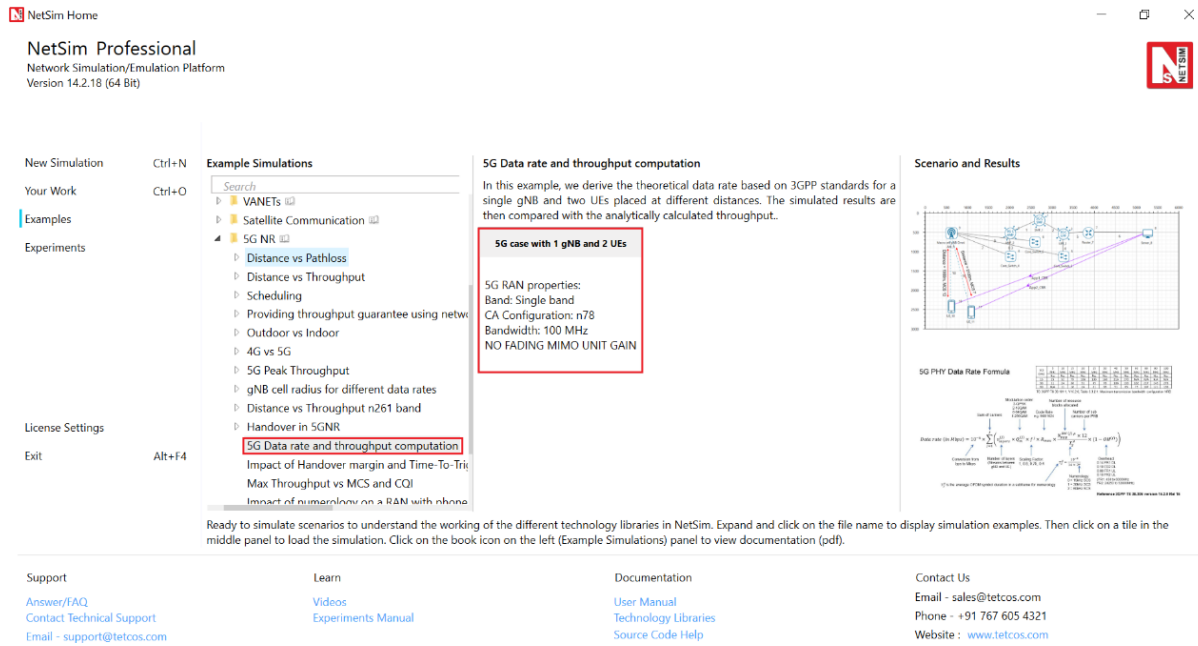 NetSim Home
NetSim Professional
Network Simulation/Emulation Platform
Version 14.2.18 (64 Bit)
NETSIM
New Simulation Ctrl+N
Your Work Ctrl+O
Examples
Experiments
License Settings
Exit Alt+F4
Example Simulations
Search
VANETs
Satellite Communication
5G NR
Distance vs Pathloss
Distance vs Throughput
Scheduling
Providing throughput guarantee using netwo
Outdoor vs Indoor
4G vs 5G
5G Peak Throughput
gNB cell radius for different data rates
Distance vs Throughput n261 band
Handover in 5GNR
5G Data rate and throughput computation
Impact of Handover margin and Time-To-Trig
Max Throughput vs MCS and CQI
Impact of numerology on a RAN with phone
5G Data rate and throughput computation
In this example, we derive the theoretical data rate based on 3GPP standards for a
single gNB and two UEs placed at different distances. The simulated results are
then compared with the analytically calculated throughput..
5G case with 1 gNB and 2 UEs
5G RAN properties:
Band: Single band
CA Configuration: n78
Bandwidth: 100 MHz
NO FADING MIMO UNIT GAIN
Scenario and Results
5G PHY Data Rate Formula
Ready to simulate scenarios to understand the working of the different technology libraries in NetSim. Expand and click on the file name to display simulation examples. Then click on a tile in the
middle panel to load the simulation. Click on the book icon on the left (Example Simulations) panel to view documentation (pdf).
Support
Answer/FAQ
Contact Technical Support
Email - support@tetcos.com
Learn
Videos
Experiments Manual
Documentation
User Manual
Technology Libraries
Source Code Help
Contact Us
Email - sales@tetcos.com
Phone - +91 767 605 4321
Website : www.tetcos.com